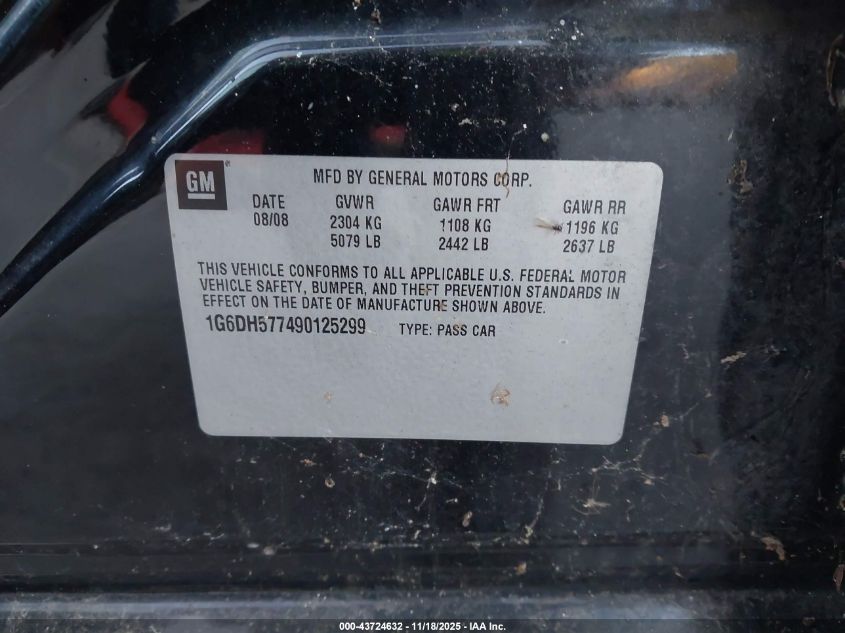 GM
MFD BY GENERAL MOTORS CORP.
DATE GVWR GAWR FRT GAWR RR
08/08 2304 KG 1108 KG 1196 KG
5079 LB 2442 LB 2637 LB
THIS VEHICLE CONFORMS TO ALL APPLICABLE U.S. FEDERAL MOTOR
VEHICLE SAFETY, BUMPER, AND THEFT PREVENTION STANDARDS IN
EFFECT ON THE DATE OF MANUFACTURE SHOWN ABOVE.
1G6DH577490125299 TYPE: PASS CAR
000-43724632 — 11/18/2025 — IAA Inc.